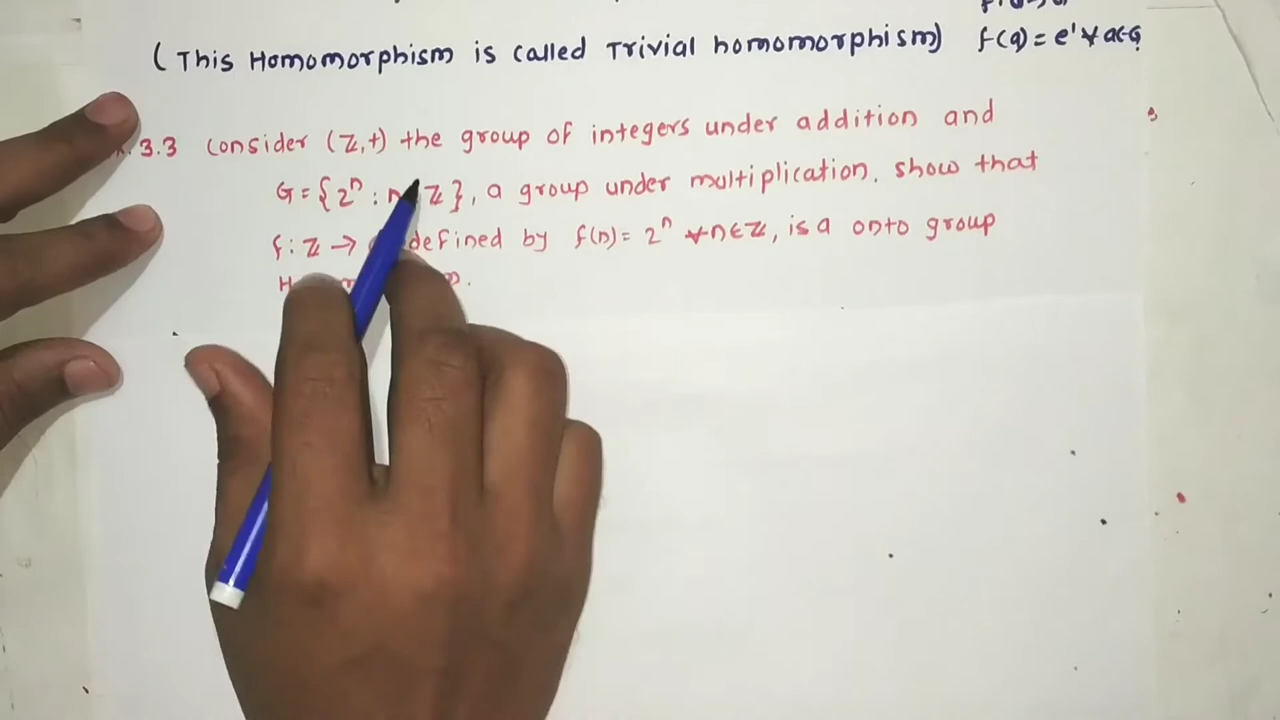 (This Homomorphism is called Trivial homomorphism) f(a) = e' ∀ a∈G
3.3 Consider (ℤ,+) the group of integers under addition and
G = {2ⁿ : n ℤ}, a group under multiplication. show that
f : ℤ → defined by f(n) = 2ⁿ ∀n∈ℤ, is a onto group